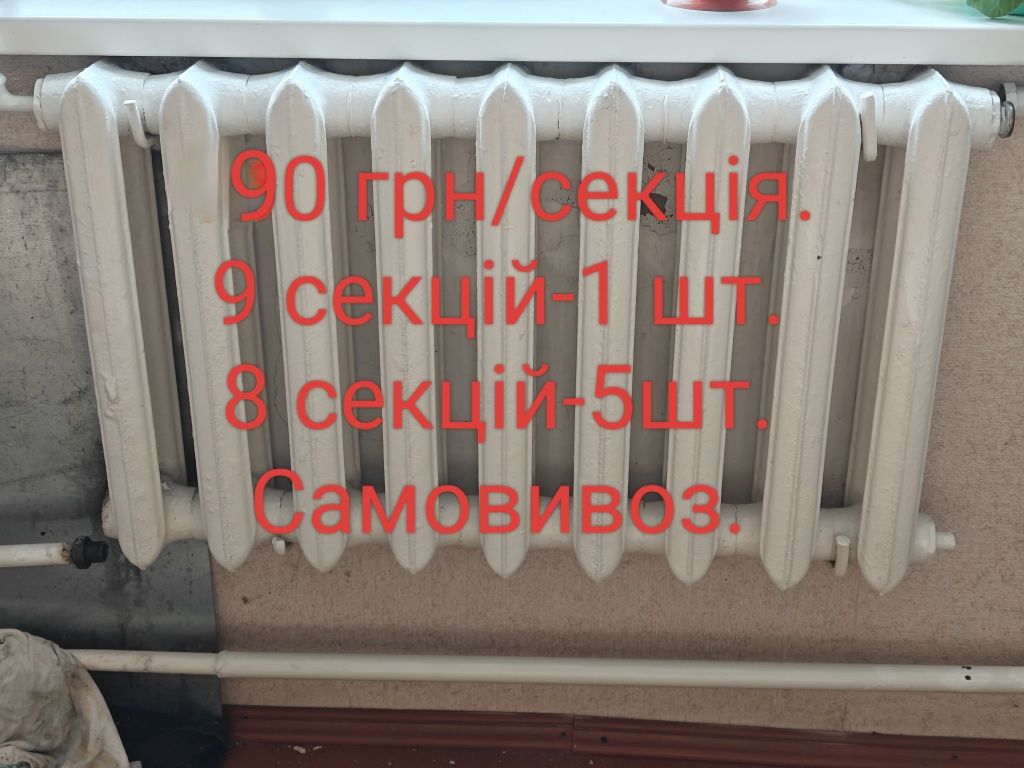 90 грн/секція.
9 секцій-1 шт.
8 секцій-5шт.
Самовивоз.